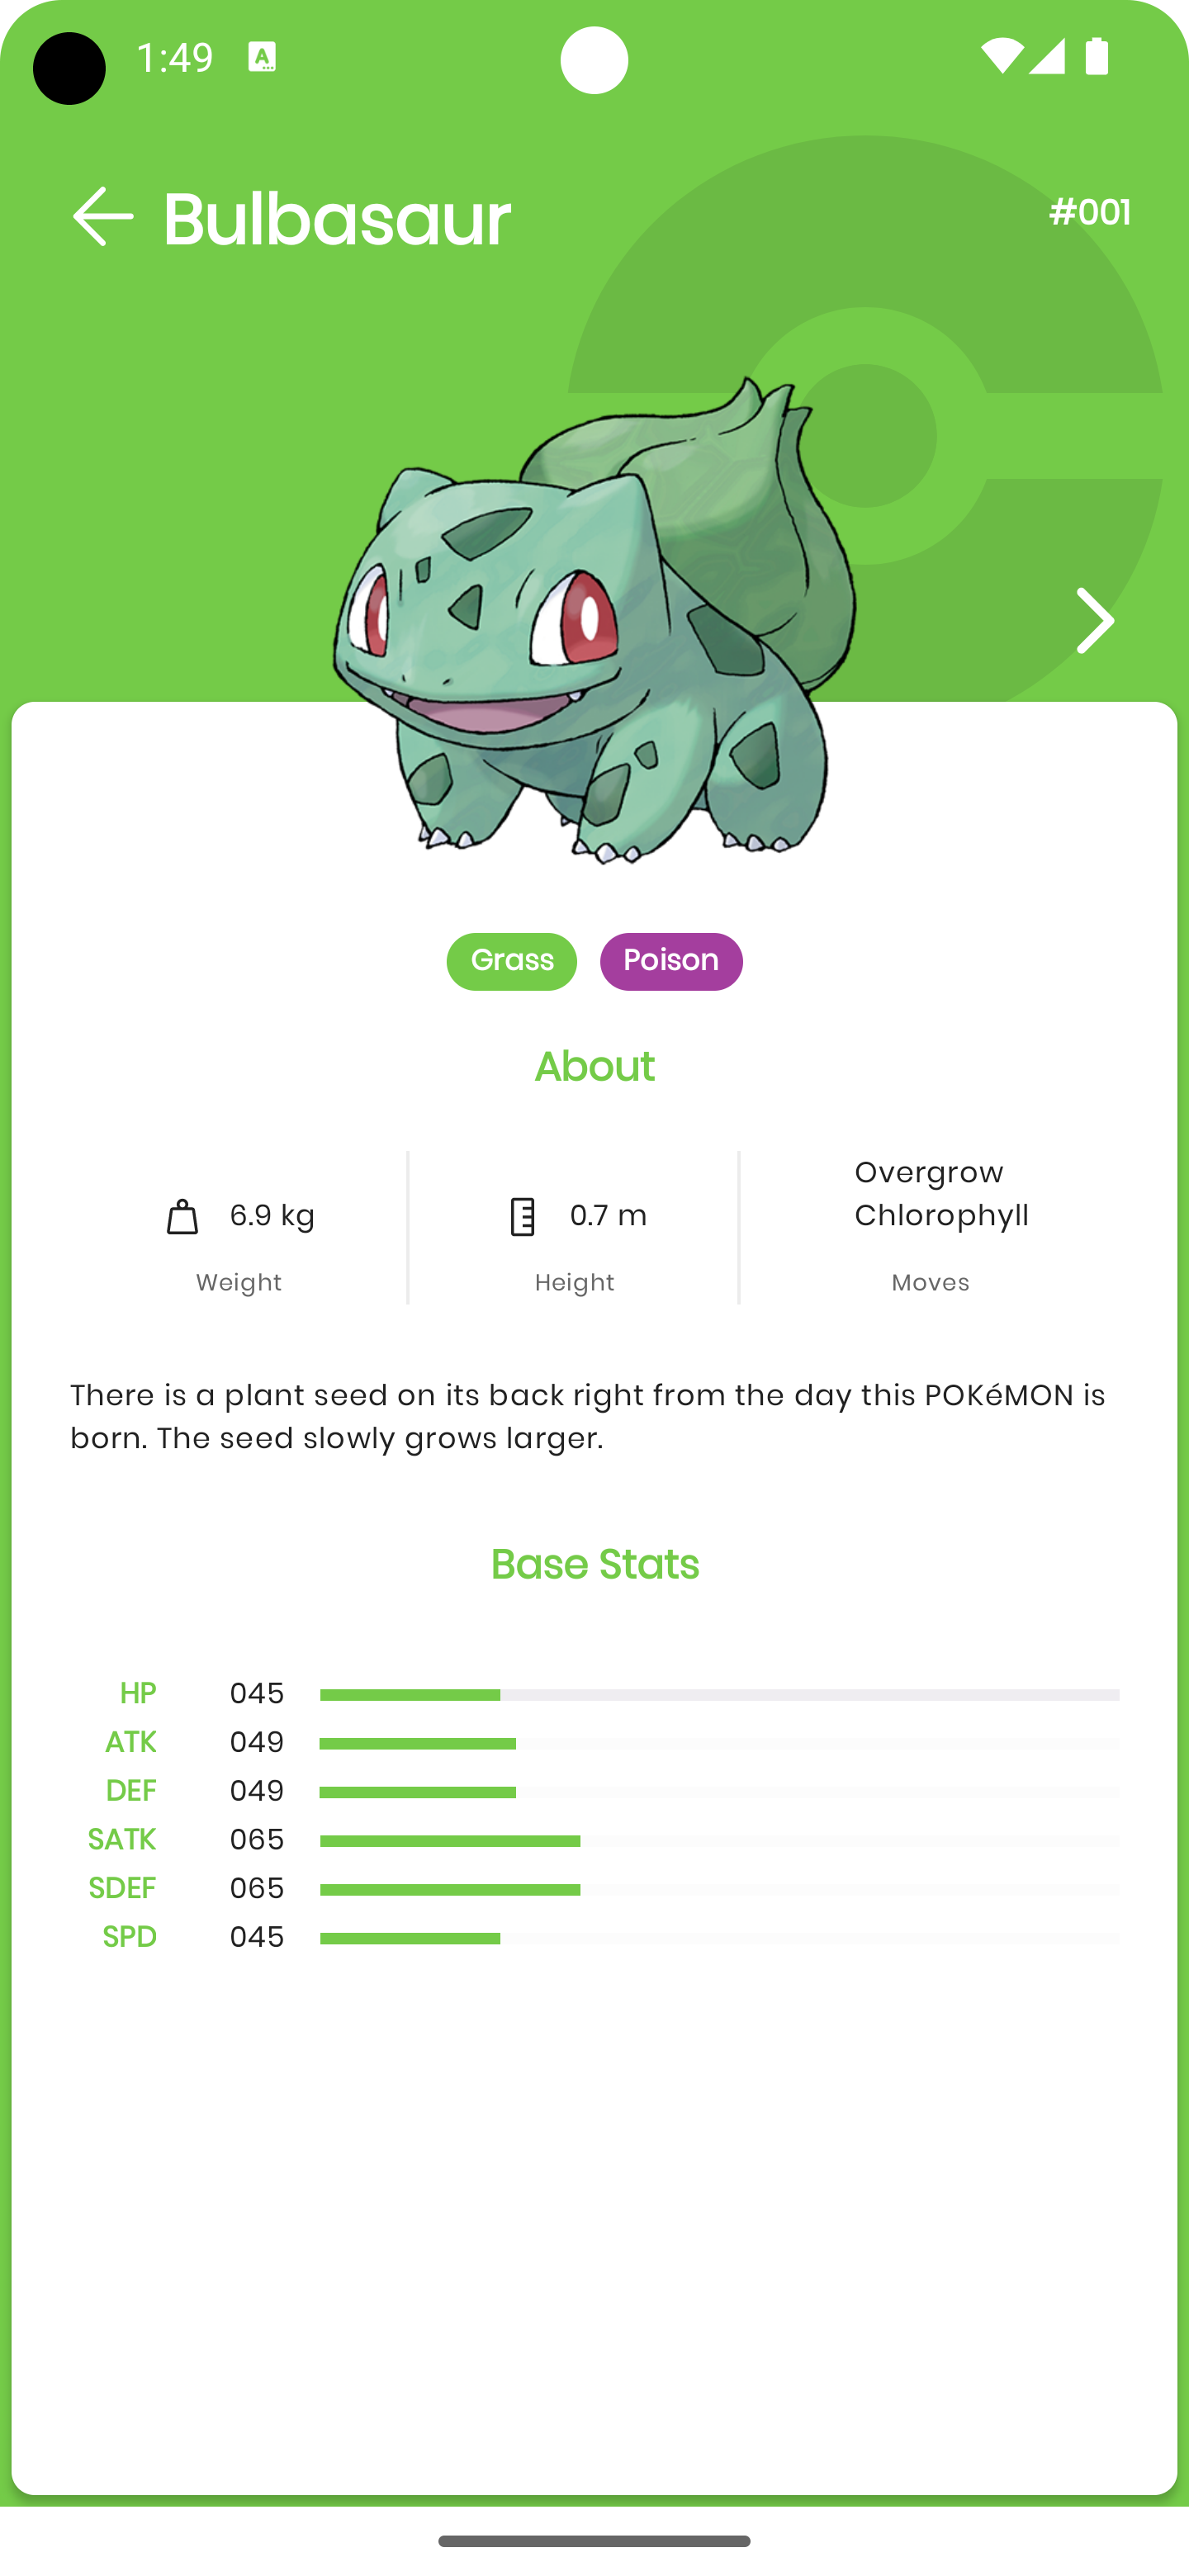 1:49
A
Bulbasaur
#001
Grass
Poison
About
6.9 kg
0.7 m
Overgrow
Chlorophyll
Weight
Height
Moves
There is a plant seed on its back right from the day this POKéMON is
born. The seed slowly grows larger.
Base Stats
HP 045
ATK 049
DEF 049
SATK 065
SDEF 065
SPD 045